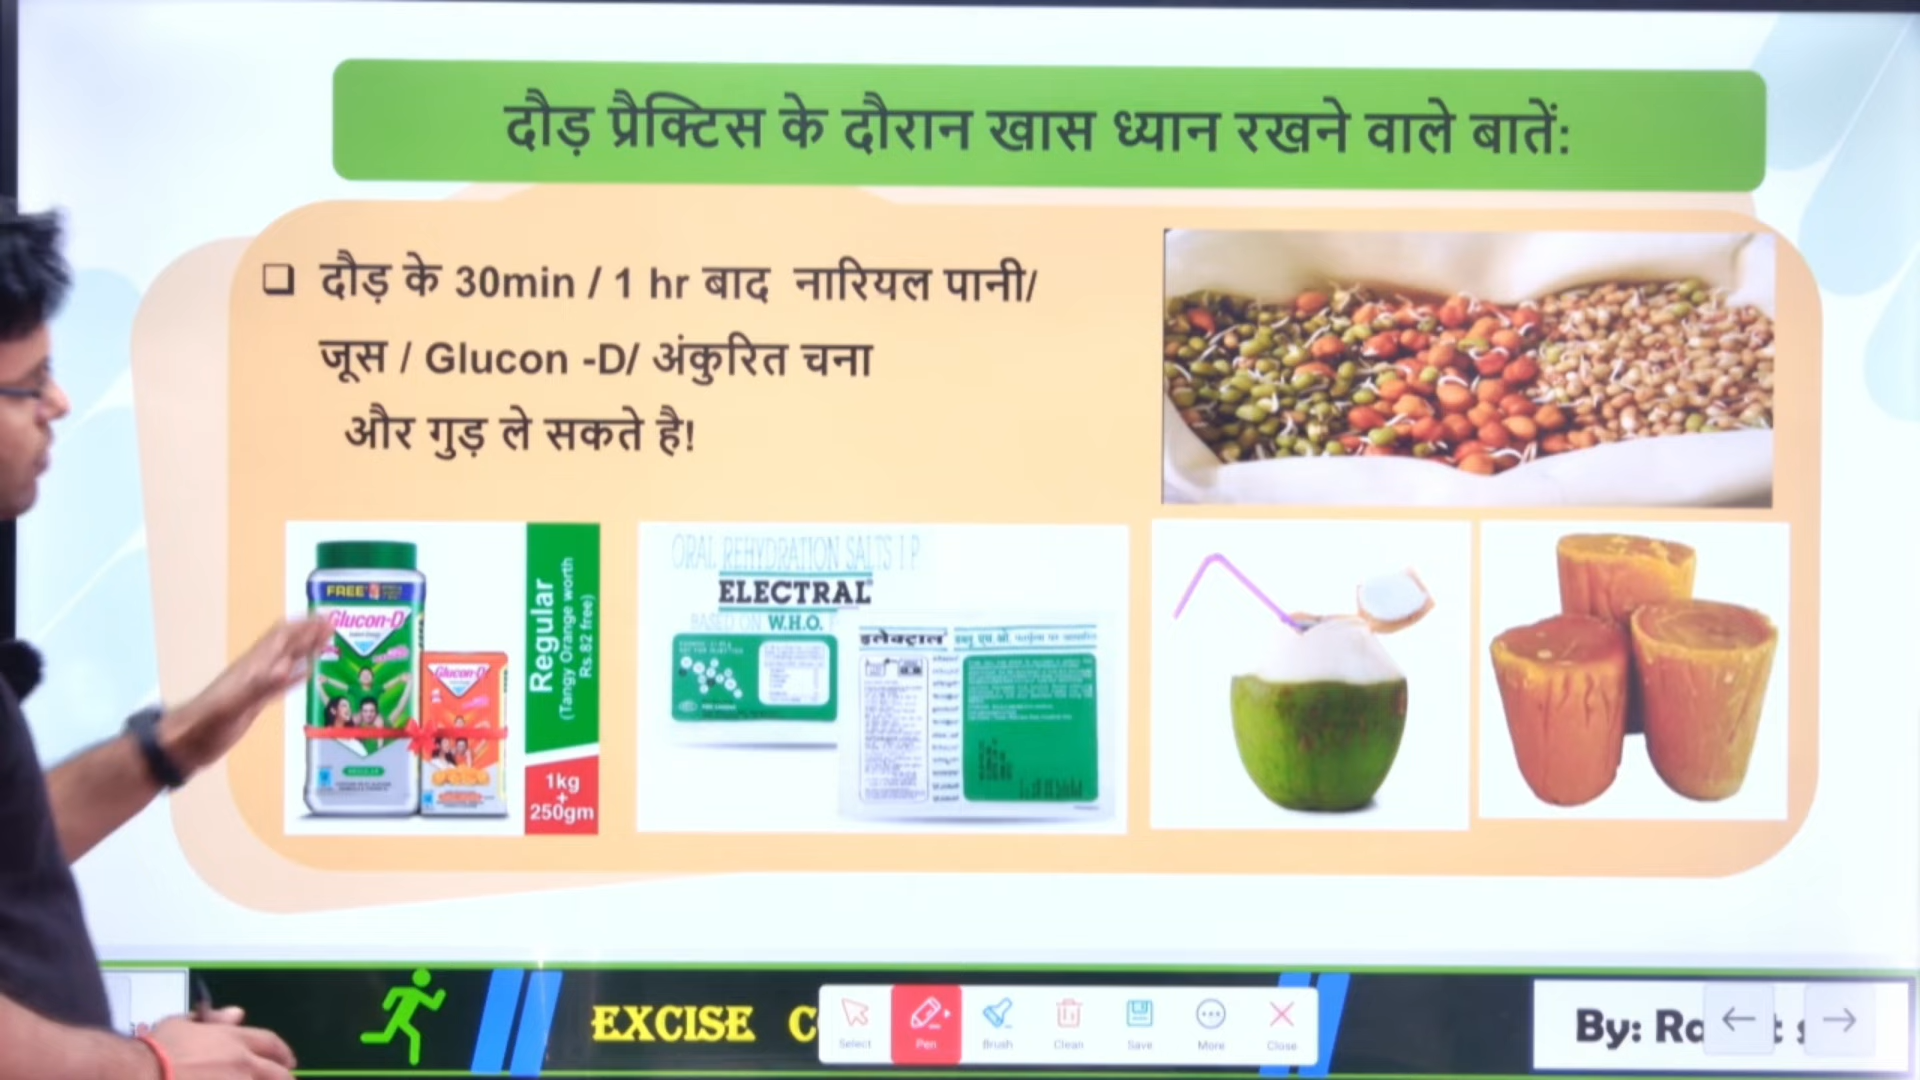 दौड़ प्रैक्टिस के दौरान खास ध्यान रखने वाले बातें:
❑ दौड़ के 30min / 1 hr बाद नारियल पानी/
जूस / Glucon -D/ अंकुरित चना
और गुड़ ले सकते है!
FREE
Glucon-D
REGULAR
Glucon-D
Regular
(Tangy Orange worth
Rs.82 free)
1kg
+
250gm
ORAL REHYDRATION SALTS I P
ELECTRAL
BASED ON W.H.O.
इलेक्ट्राल
EXCISE C
Select
Pen
Brush
Clean
Save
More
Close
By: